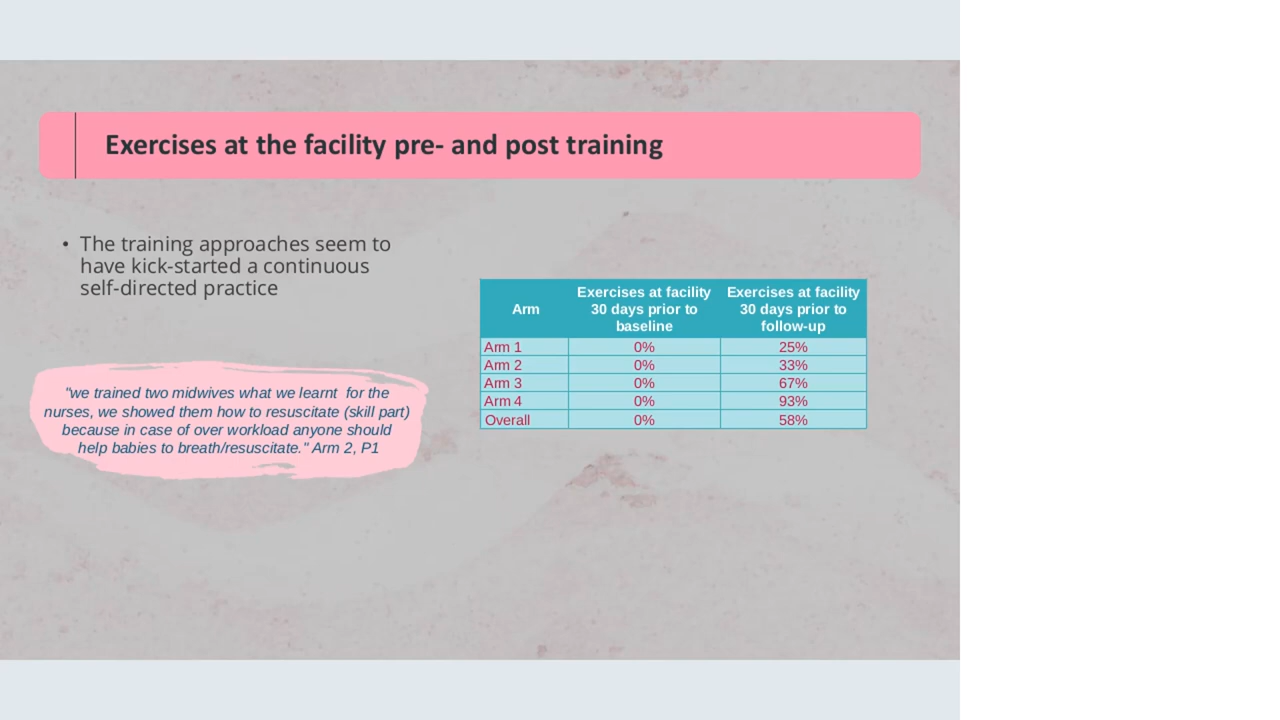 Exercises at the facility pre- and post training
• The training approaches seem to
have kick-started a continuous
self-directed practice
"we trained two midwives what we learnt  for the
nurses, we showed them how to resuscitate (skill part)
because in case of over workload anyone should
help babies to breath/resuscitate." Arm 2, P1
Arm Exercises at facility 30 days prior to baseline Exercises at facility 30 days prior to follow-up
Arm 1 0% 25%
Arm 2 0% 33%
Arm 3 0% 67%
Arm 4 0% 93%
Overall 0% 58%